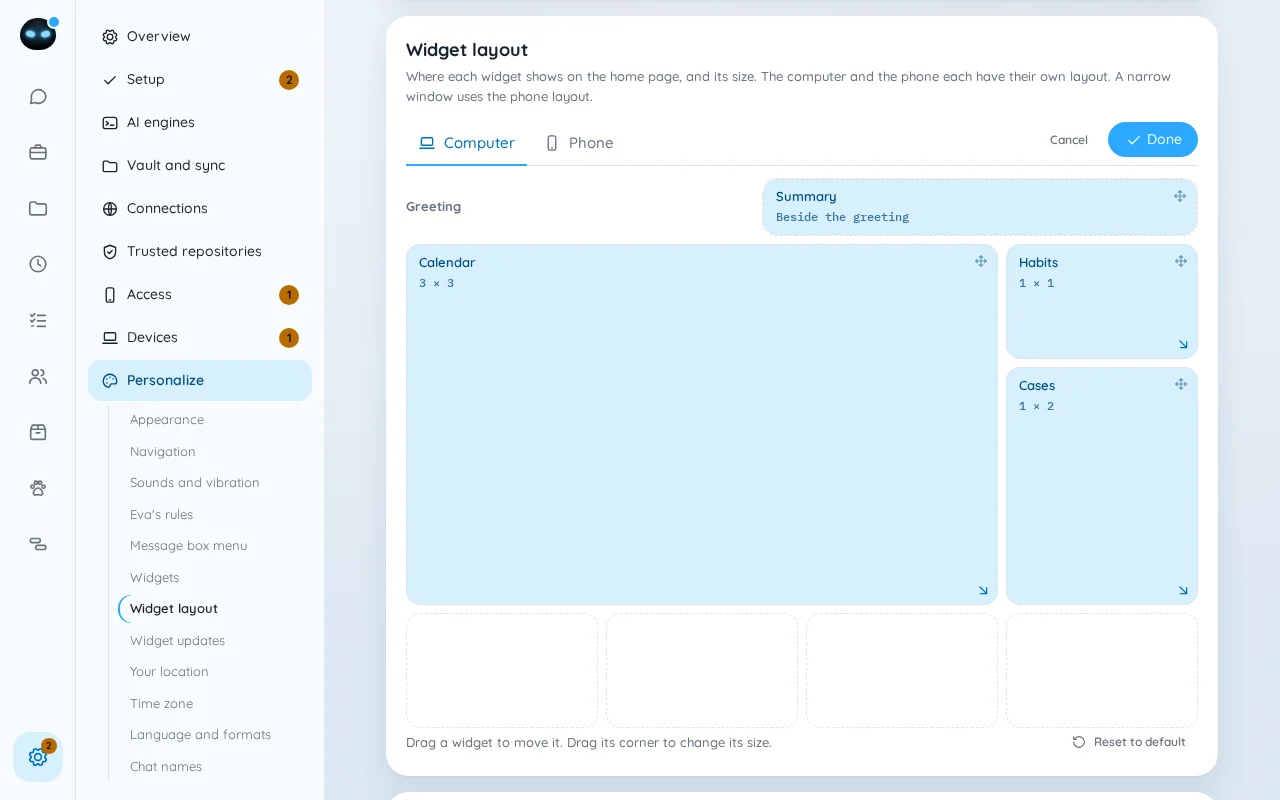 Overview
Setup 2
AI engines
Vault and sync
Connections
Trusted repositories
Access 1
Devices 1
Personalize
Appearance
Navigation
Sounds and vibration
Eva's rules
Message box menu
Widgets
Widget layout
Widget updates
Your location
Time zone
Language and formats
Chat names
2
Widget layout
Where each widget shows on the home page, and its size. The computer and the phone each have their own layout. A narrow
window uses the phone layout.
Computer Phone Cancel Done
Greeting
Summary
Beside the greeting
Calendar
3 × 3
Habits
1 × 1
Cases
1 × 2
Drag a widget to move it. Drag its corner to change its size.
Reset to default